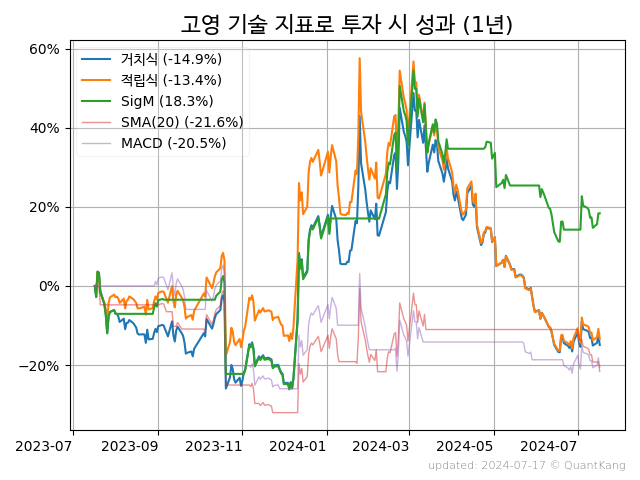 고영 기술 지표로 투자 시 성과 (1년)
60%
40%
20%
0%
−20%
거치식 (-14.9%)
적립식 (-13.4%)
SigM (18.3%)
SMA(20) (-21.6%)
MACD (-20.5%)
2023-07 2023-09 2023-11 2024-01 2024-03 2024-05 2024-07
updated: 2024-07-17 © QuantKang